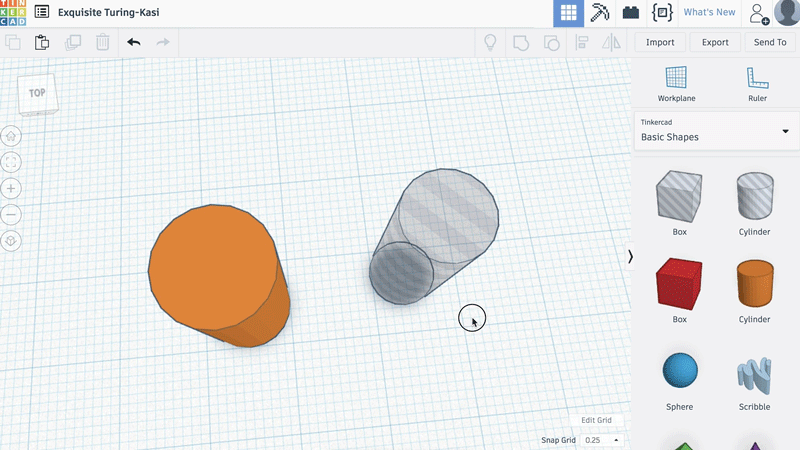 TIN
KER
CAD
Exquisite Turing-Kasi
What's New
Import
Export
Send To
TOP
Workplane
Ruler
Tinkercad
Basic Shapes
Box
Cylinder
Box
Cylinder
Sphere
Scribble
Edit Grid
Snap Grid 0.25